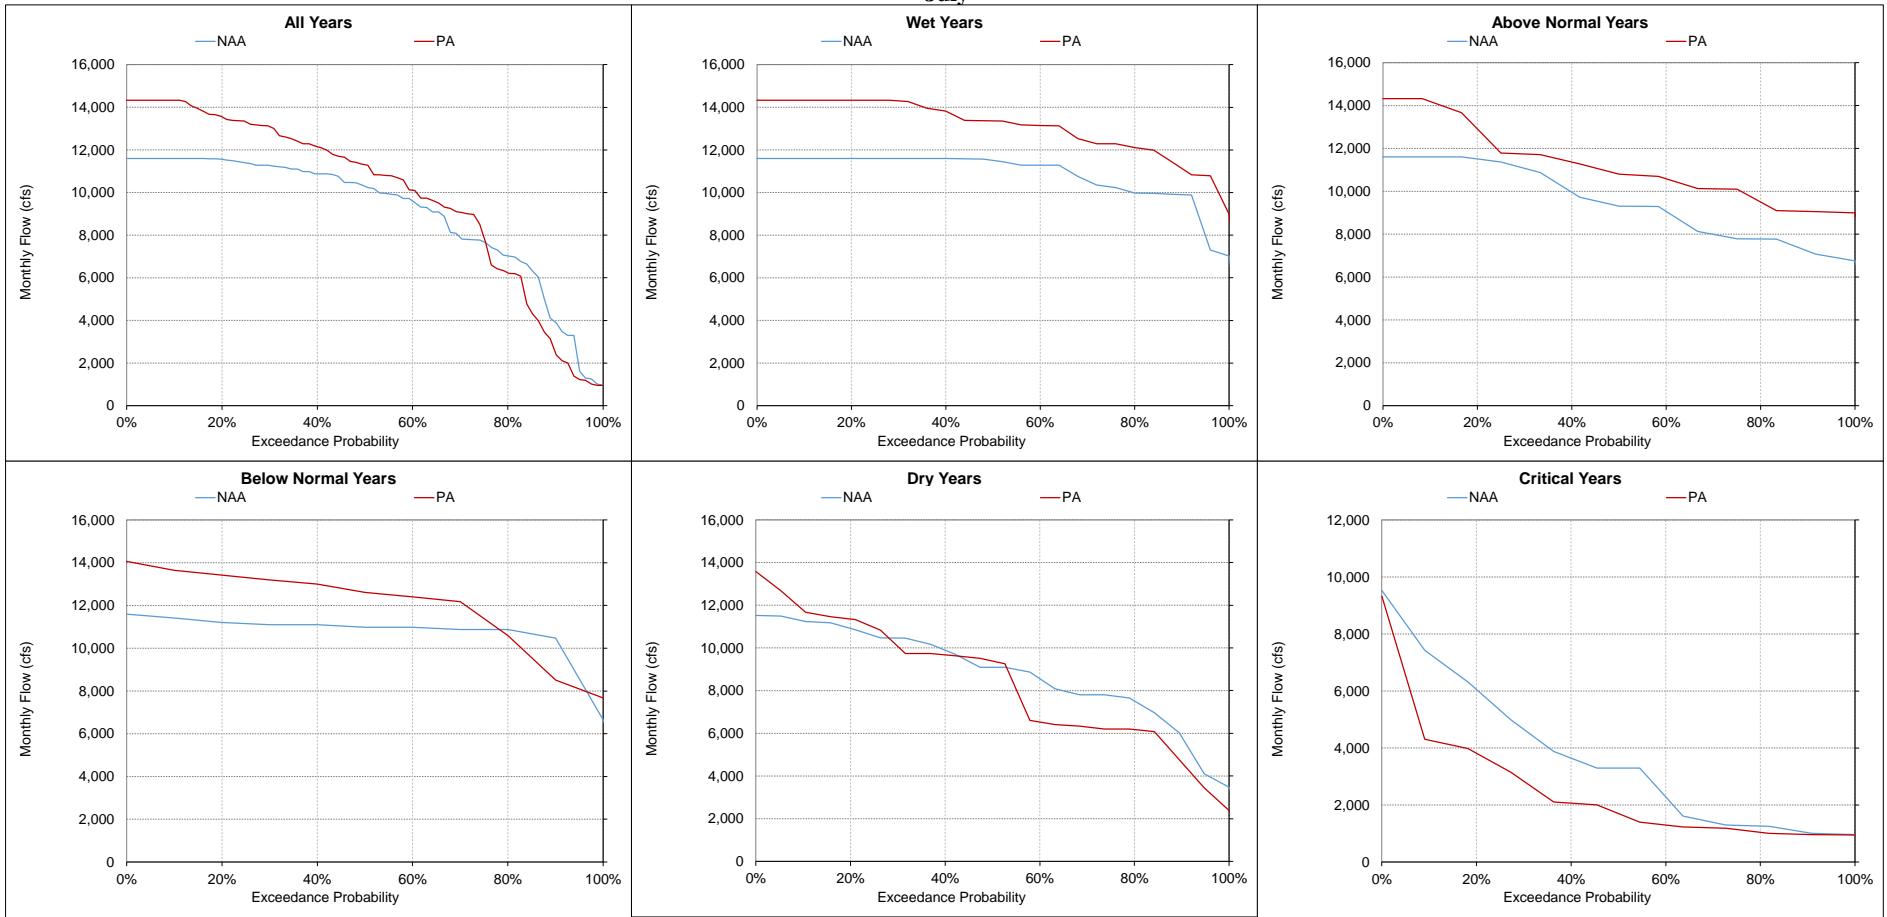 July
All Years
NAA PA
16,000
14,000
12,000
10,000
8,000
6,000
4,000
2,000
0
Monthly Flow (cfs)
0% 20% 40% 60% 80% 100%
Exceedance Probability
Wet Years
NAA PA
16,000
14,000
12,000
10,000
8,000
6,000
4,000
2,000
0
Monthly Flow (cfs)
0% 20% 40% 60% 80% 100%
Exceedance Probability
Above Normal Years
NAA PA
16,000
14,000
12,000
10,000
8,000
6,000
4,000
2,000
0
Monthly Flow (cfs)
0% 20% 40% 60% 80% 100%
Exceedance Probability
Below Normal Years
NAA PA
16,000
14,000
12,000
10,000
8,000
6,000
4,000
2,000
0
Monthly Flow (cfs)
0% 20% 40% 60% 80% 100%
Exceedance Probability
Dry Years
NAA PA
16,000
14,000
12,000
10,000
8,000
6,000
4,000
2,000
0
Monthly Flow (cfs)
0% 20% 40% 60% 80% 100%
Exceedance Probability
Critical Years
NAA PA
12,000
10,000
8,000
6,000
4,000
2,000
0
Monthly Flow (cfs)
0% 20% 40% 60% 80% 100%
Exceedance Probability